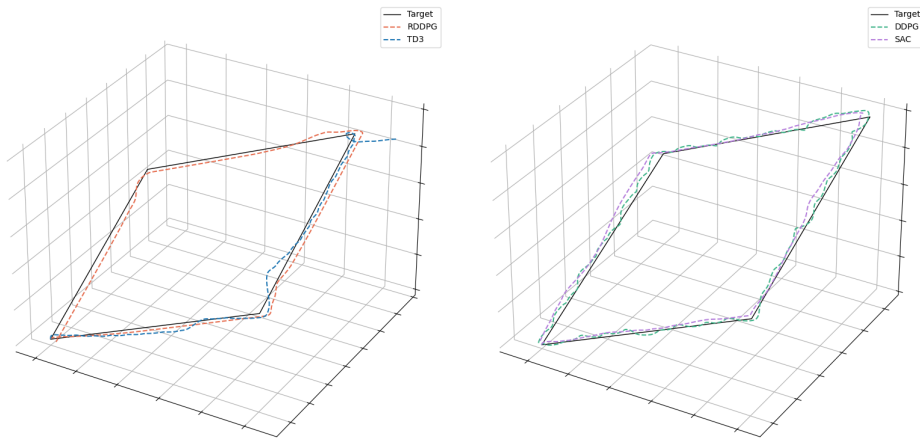 Target
RDDPG
TD3
Target
DDPG
SAC